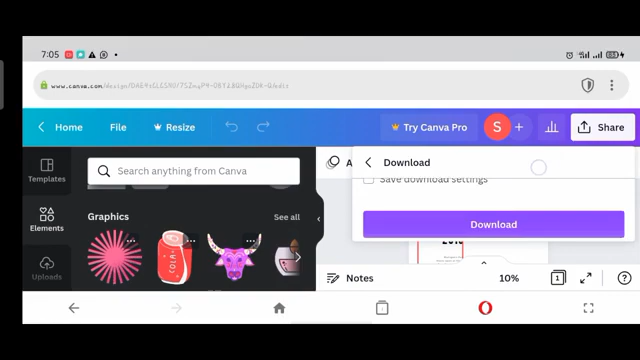 7:05
Home
File
Resize
Try Canva Pro
S
Share
Templates
Search anything from Canva
Download
Save download settings
Elements
Graphics
See all
Download
COLA
Uploads
Notes
10%
1